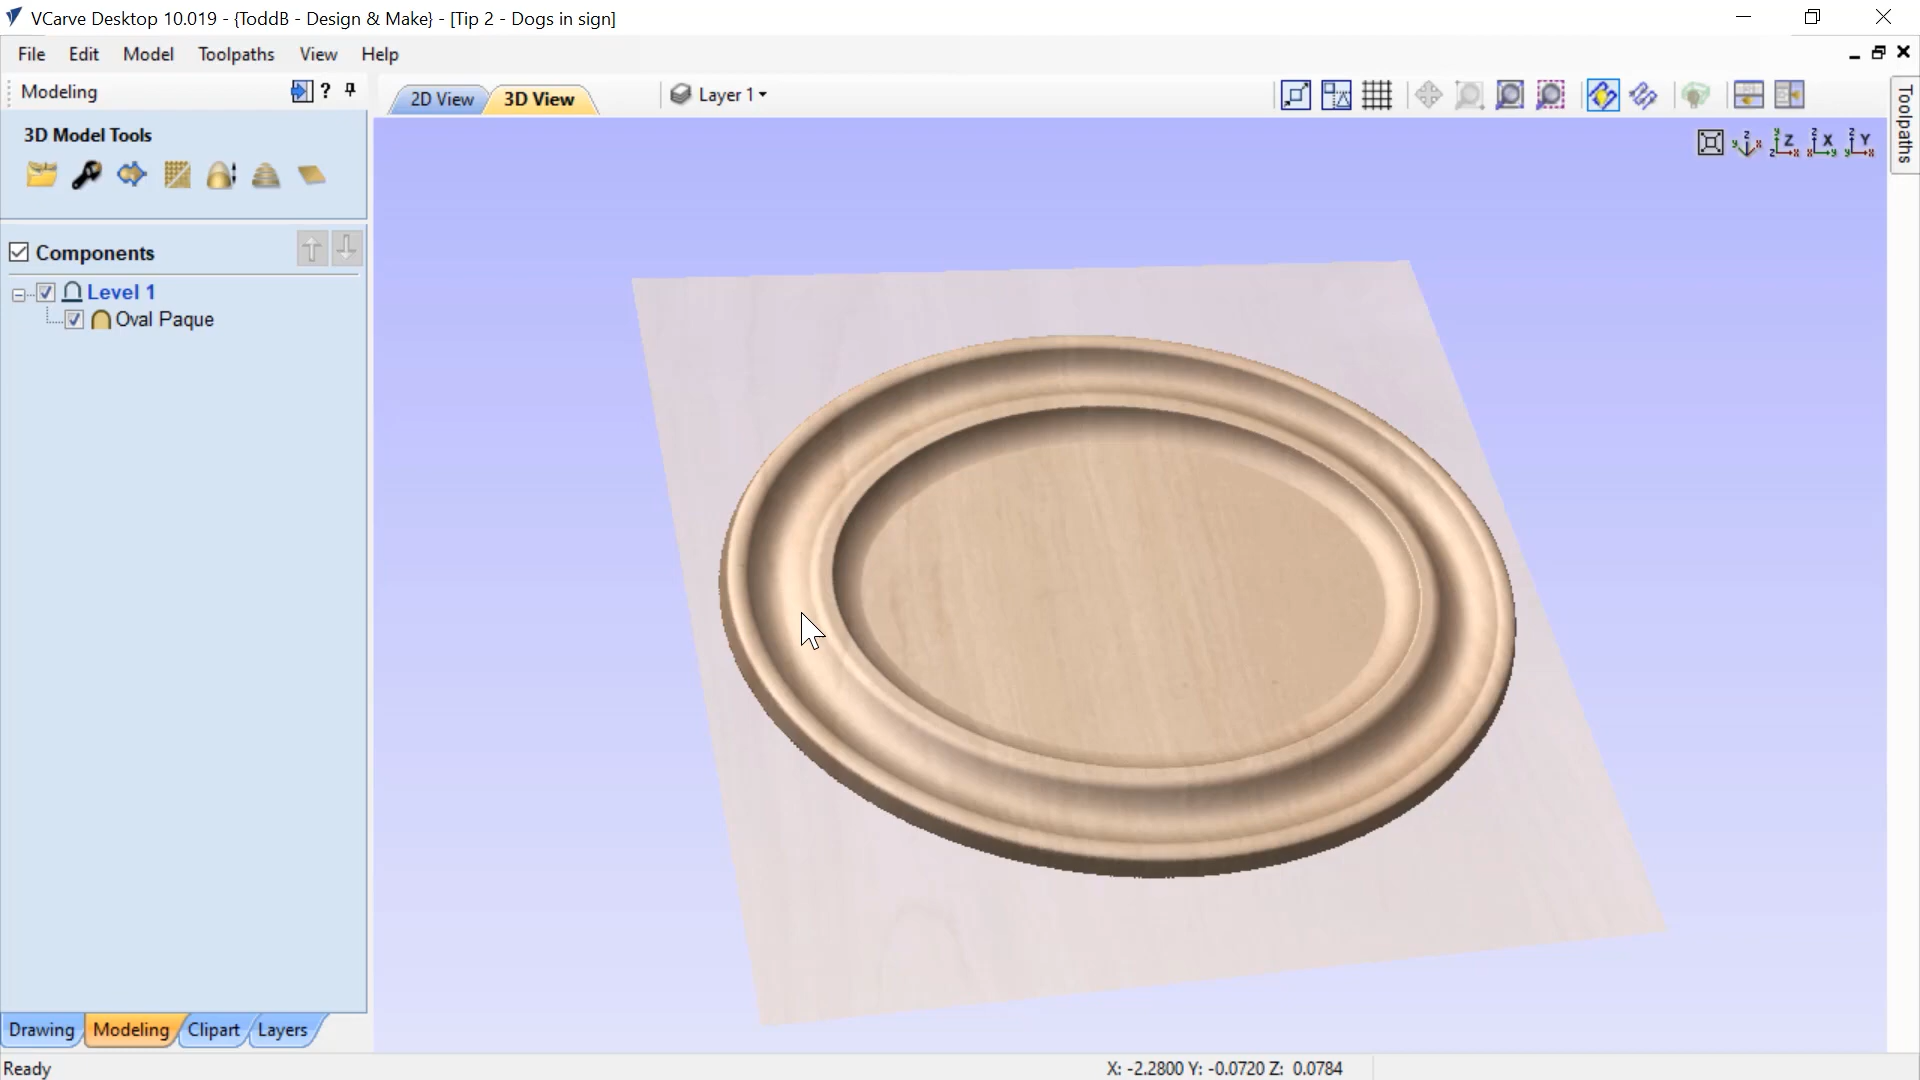 VCarve Desktop 10.019 - {ToddB - Design & Make} - [Tip 2 - Dogs in sign]
File Edit Model Toolpaths View Help
Modeling ?
2D View 3D View Layer 1
Toolpaths
3D Model Tools
Components
Level 1
Oval Paque
Drawing Modeling Clipart Layers
Ready X: -2.2800 Y: -0.0720 Z: 0.0784